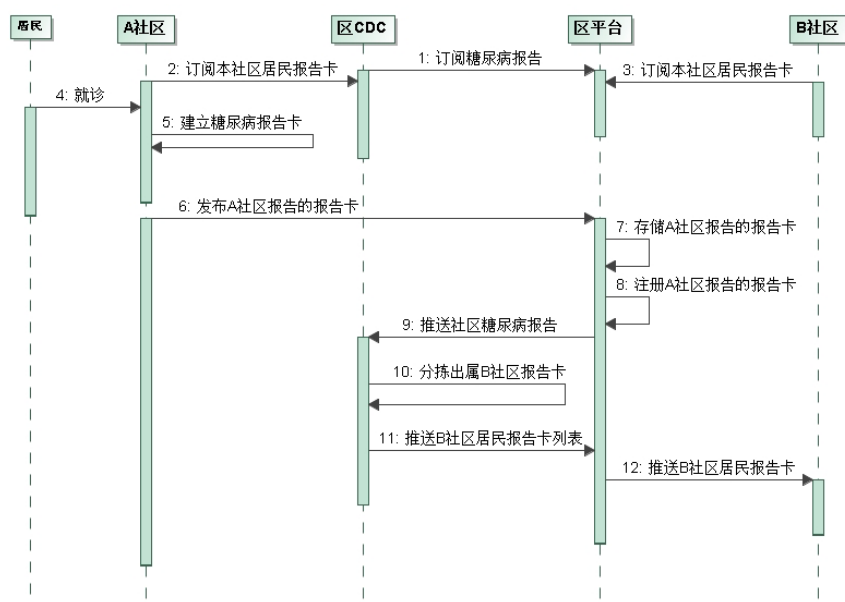 居民
A社区
区CDC
区平台
B社区
1: 订阅糖尿病报告
2: 订阅本社区居民报告卡
3: 订阅本社区居民报告卡
4: 就诊
5: 建立糖尿病报告卡
6: 发布A社区报告的报告卡
7: 存储A社区报告的报告卡
8: 注册A社区报告的报告卡
9: 推送社区糖尿病报告
10: 分拣出属B社区报告卡
11: 推送B社区居民报告卡列表
12: 推送B社区居民报告卡